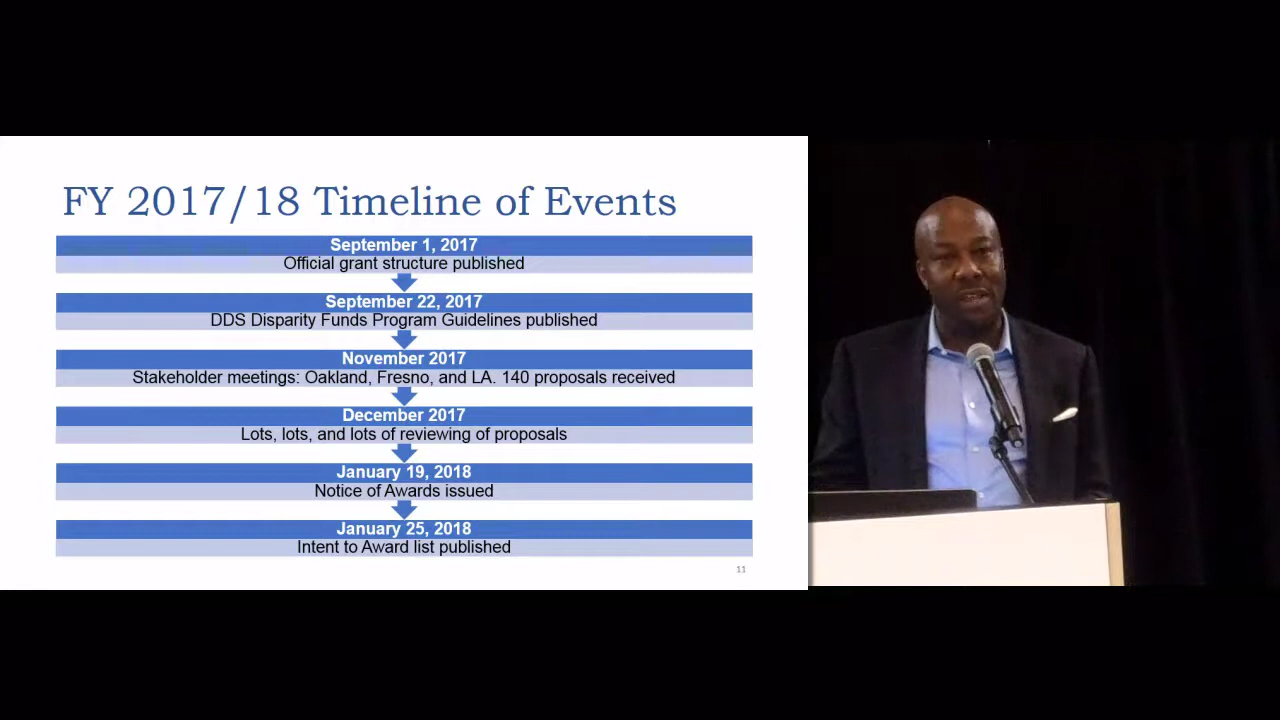 FY 2017/18 Timeline of Events
September 1, 2017
Official grant structure published
September 22, 2017
DDS Disparity Funds Program Guidelines published
November 2017
Stakeholder meetings: Oakland, Fresno, and LA. 140 proposals received
December 2017
Lots, lots, and lots of reviewing of proposals
January 19, 2018
Notice of Awards issued
January 25, 2018
Intent to Award list published
11